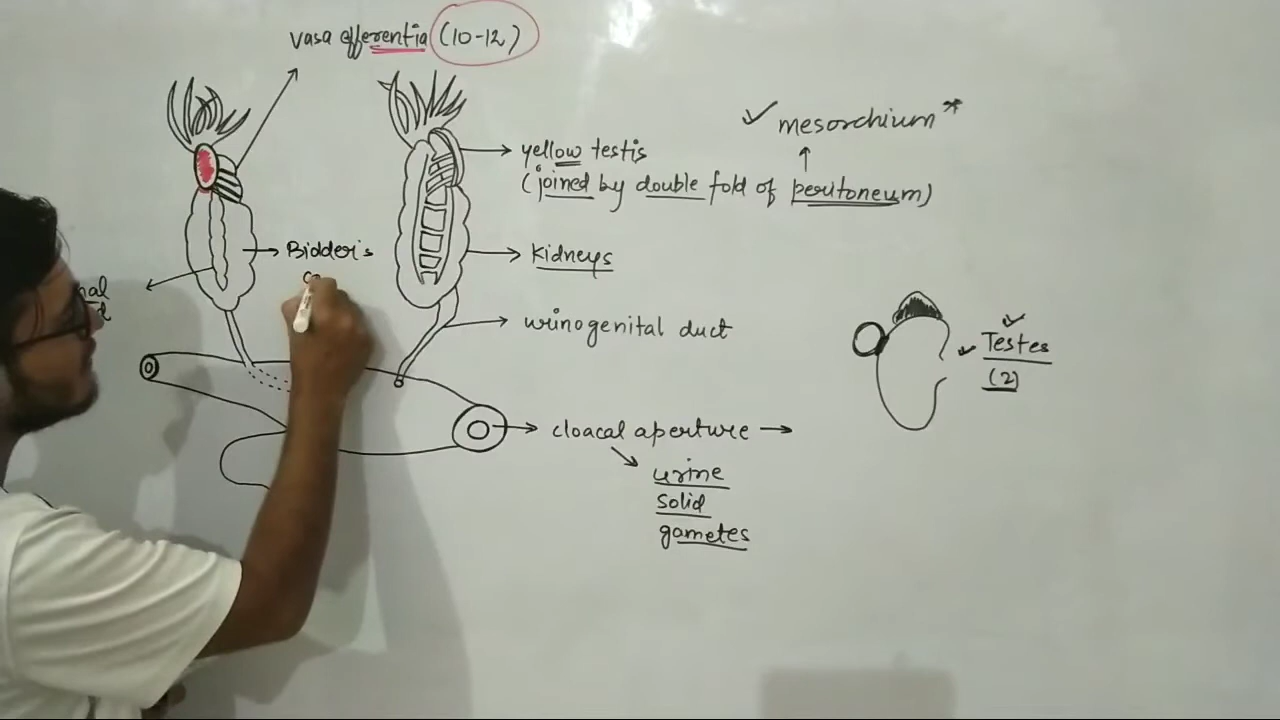 vasa efferentia (10-12)
mesorchium*
yellow testis
(joined by double fold of peritoneum)
Bidder's
kidneys
urinogenital duct
Testes
(2)
cloacal aperture
urine
solid
gametes